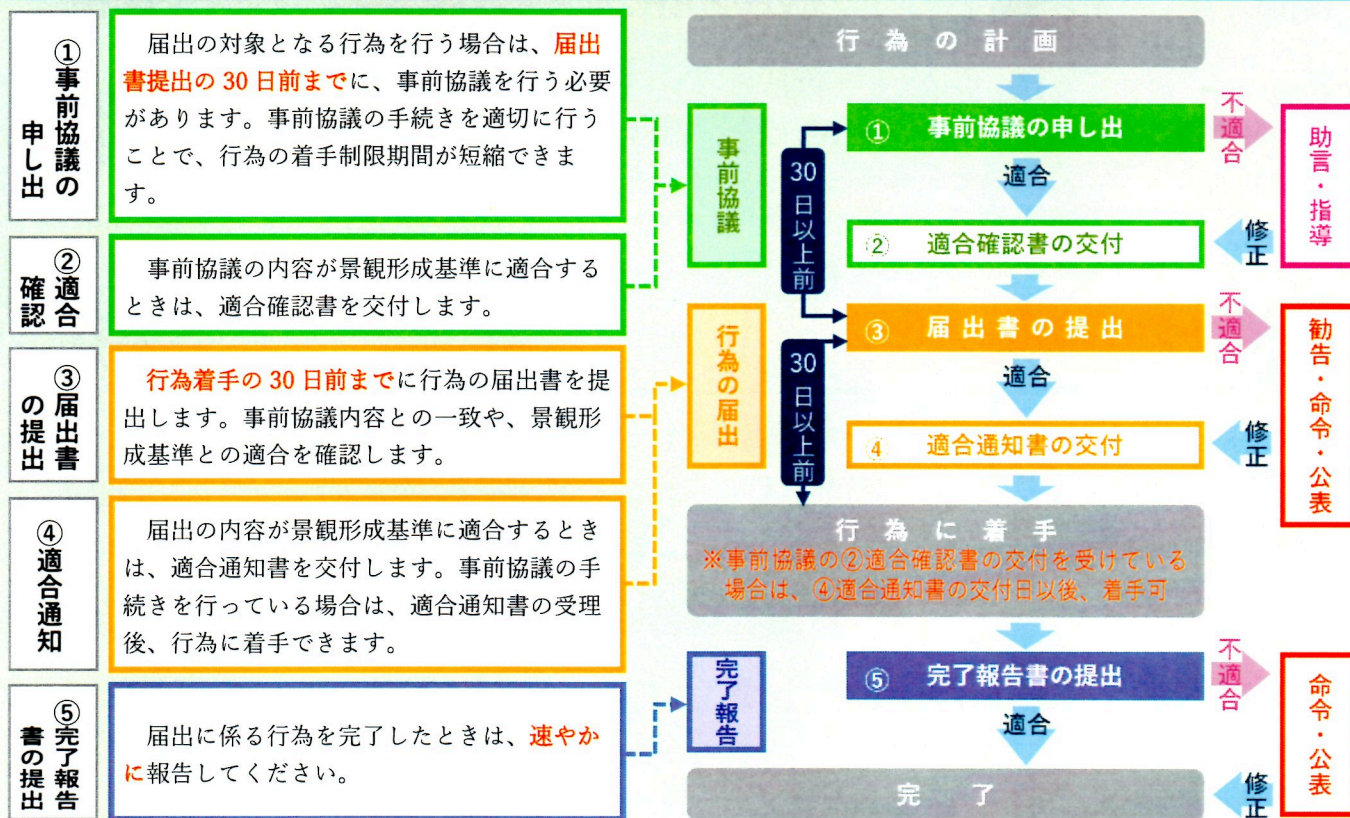 ①事前協議の
申し出
届出の対象となる行為を行う場合は、届出
書提出の 30 日前までに、事前協議を行う必要
があります。事前協議の手続きを適切に行う
ことで、行為の着手制限期間が短縮できま
す。
②適合
確認
事前協議の内容が景観形成基準に適合する
ときは、適合確認書を交付します。
③届出書
の提出
行為着手の 30 日前までに行為の届出書を提
出します。事前協議内容との一致や、景観形
成基準との適合を確認します。
④適合通知
届出の内容が景観形成基準に適合するとき
は、適合通知書を交付します。事前協議の手
続きを行っている場合は、適合通知書の受理
後、行為に着手できます。
⑤完了報告
書の提出
届出に係る行為を完了したときは、速やか
に報告してください。
事前協議
行為の届出
完了報告
行為の計画
① 事前協議の申し出
不適合
助言・指導
30日以上前
適合
② 適合確認書の交付
修正
③ 届出書の提出
不適合
勧告・命令・公表
30日以上前
適合
④ 適合通知書の交付
修正
行為に着手
※事前協議の②適合確認書の交付を受けている
場合は、④適合通知書の交付日以後、着手可
⑤ 完了報告書の提出
不適合
命令・公表
適合
修正
完了